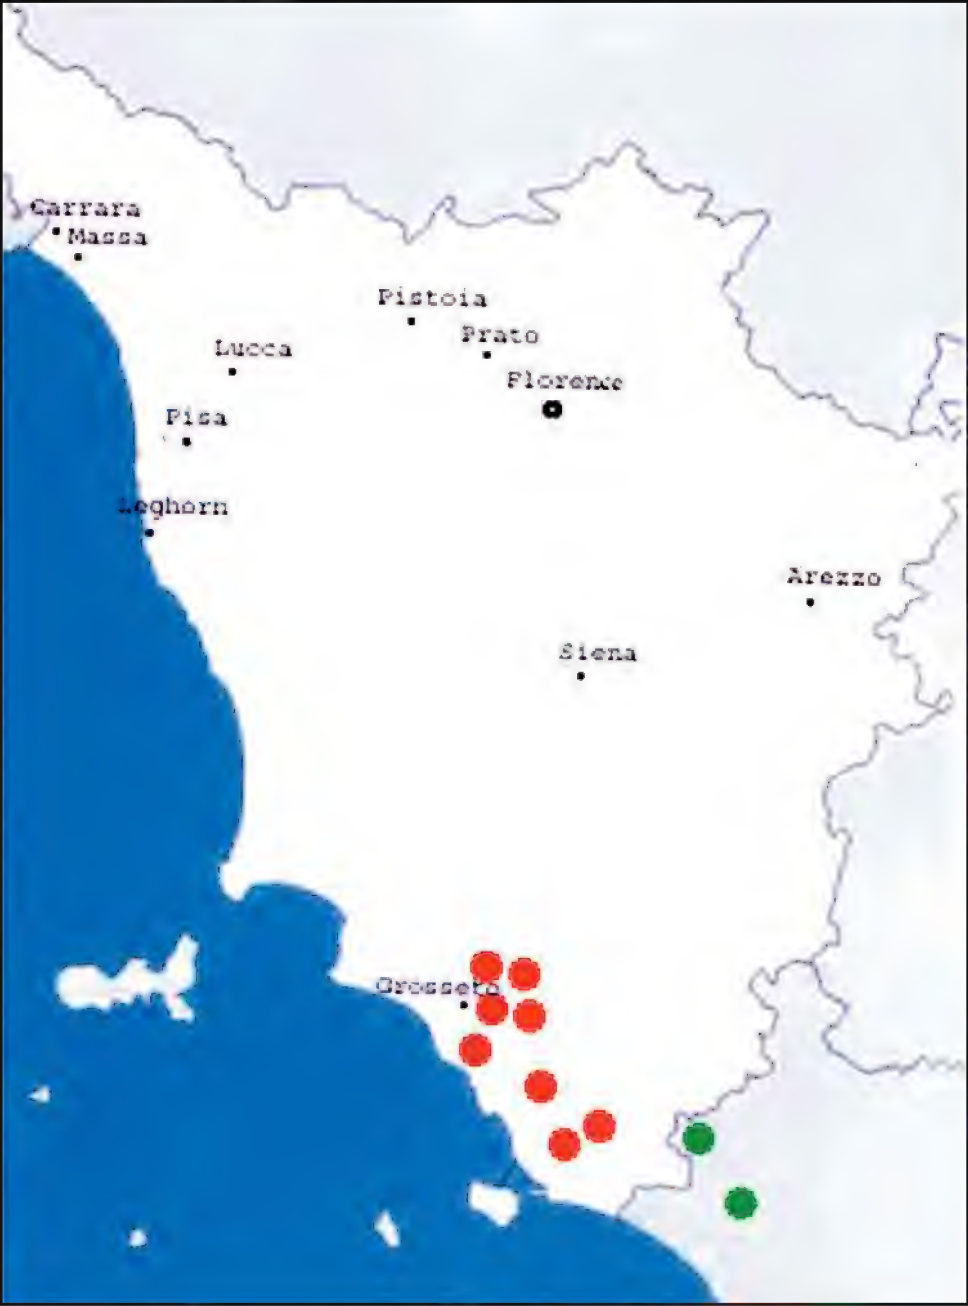 Carrara
Massa
Pistoia
Prato
Lucca
Florence
Pisa
Leghorn
Arezzo
Siena
Grosseto